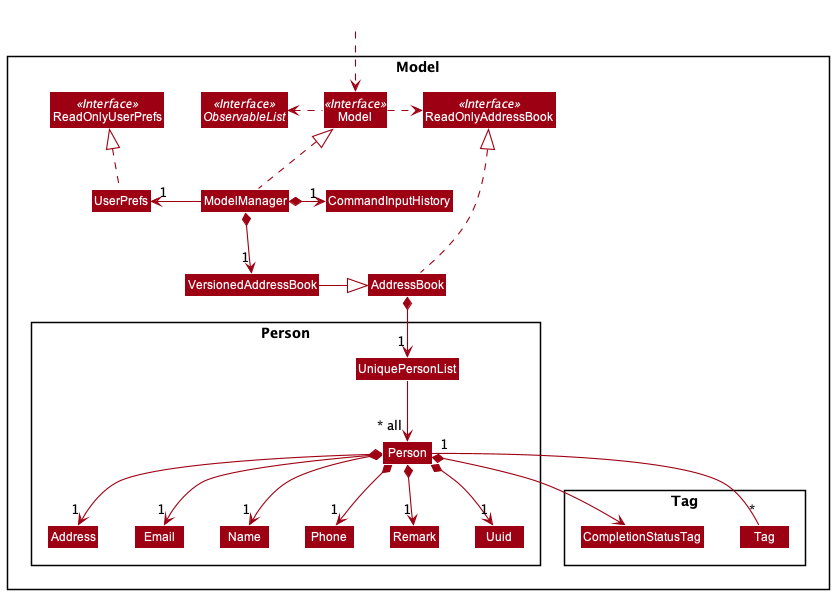 Model
«Interface»
ReadOnlyUserPrefs
«Interface»
ObservableList
«Interface»
Model
«Interface»
ReadOnlyAddressBook
UserPrefs
1
ModelManager
1
CommandInputHistory
1
VersionedAddressBook
AddressBook
Person
1
UniquePersonList
* all
Person
1
Tag
1
1
1
1
1
1
*
Address
Email
Name
Phone
Remark
Uuid
CompletionStatusTag
Tag